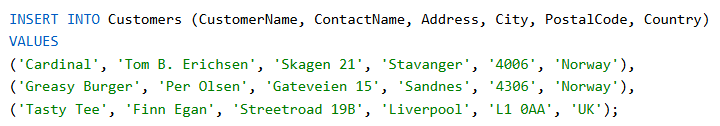 INSERT INTO Customers (CustomerName, ContactName, Address, City, PostalCode, Country)
VALUES
('Cardinal', 'Tom B. Erichsen', 'Skagen 21', 'Stavanger', '4006', 'Norway'),
('Greasy Burger', 'Per Olsen', 'Gateveien 15', 'Sandnes', '4306', 'Norway'),
('Tasty Tee', 'Finn Egan', 'Streetroad 19B', 'Liverpool', 'L1 0AA', 'UK');